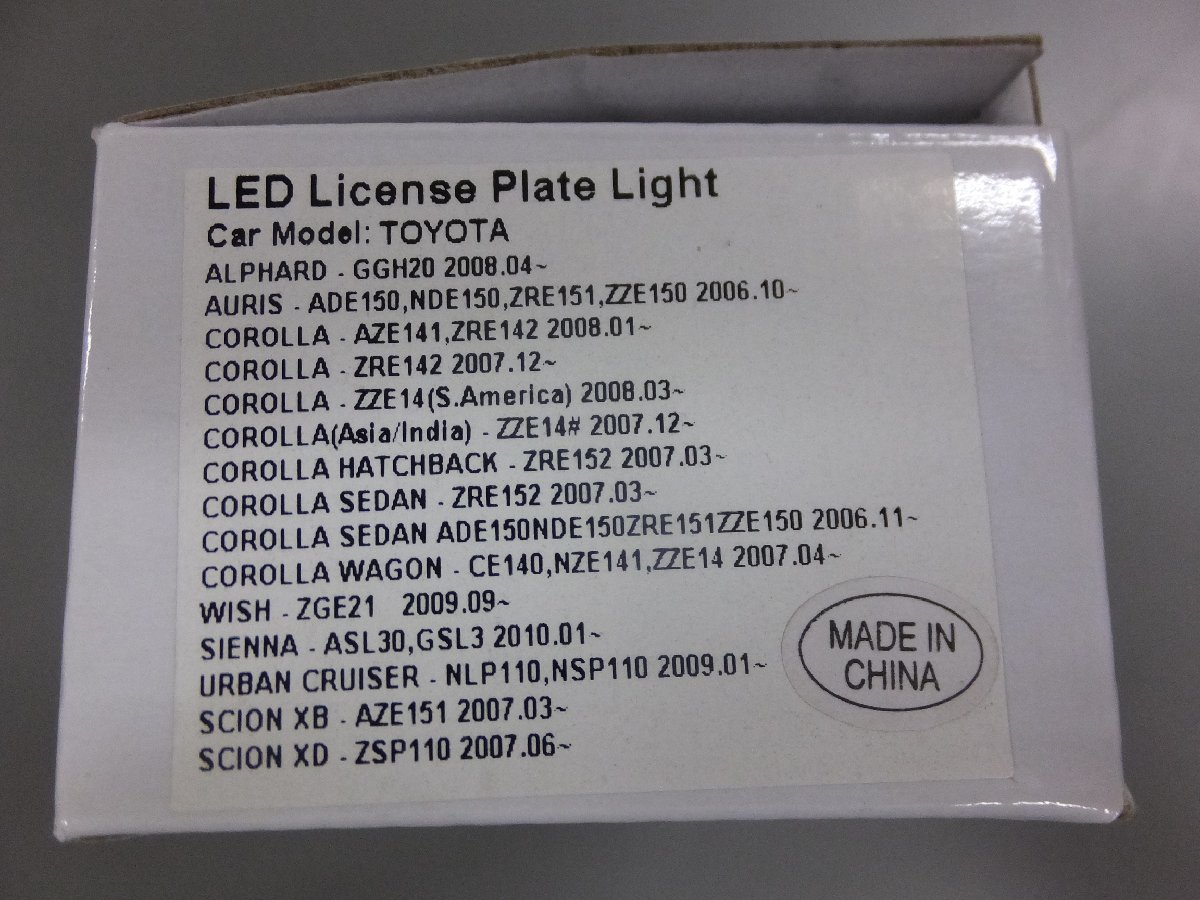 LED License Plate Light
Car Model: TOYOTA
ALPHARD - GGH20 2008.04~
AURIS - ADE150,NDE150,ZRE151,ZZE150 2006.10~
COROLLA - AZE141,ZRE142 2008.01~
COROLLA - ZRE142 2007.12~
COROLLA - ZZE14(S.America) 2008.03~
COROLLA(Asia/India) - ZZE14# 2007.12~
COROLLA HATCHBACK - ZRE152 2007.03~
COROLLA SEDAN - ZRE152 2007.03~
COROLLA SEDAN ADE150NDE150ZRE151ZZE150 2006.11~
COROLLA WAGON - CE140,NZE141,ZZE14 2007.04~
WISH - ZGE21 2009.09~
SIENNA - ASL30,GSL3 2010.01~
URBAN CRUISER - NLP110,NSP110 2009.01~
SCION XB - AZE151 2007.03~
SCION XD - ZSP110 2007.06~
MADE IN
CHINA